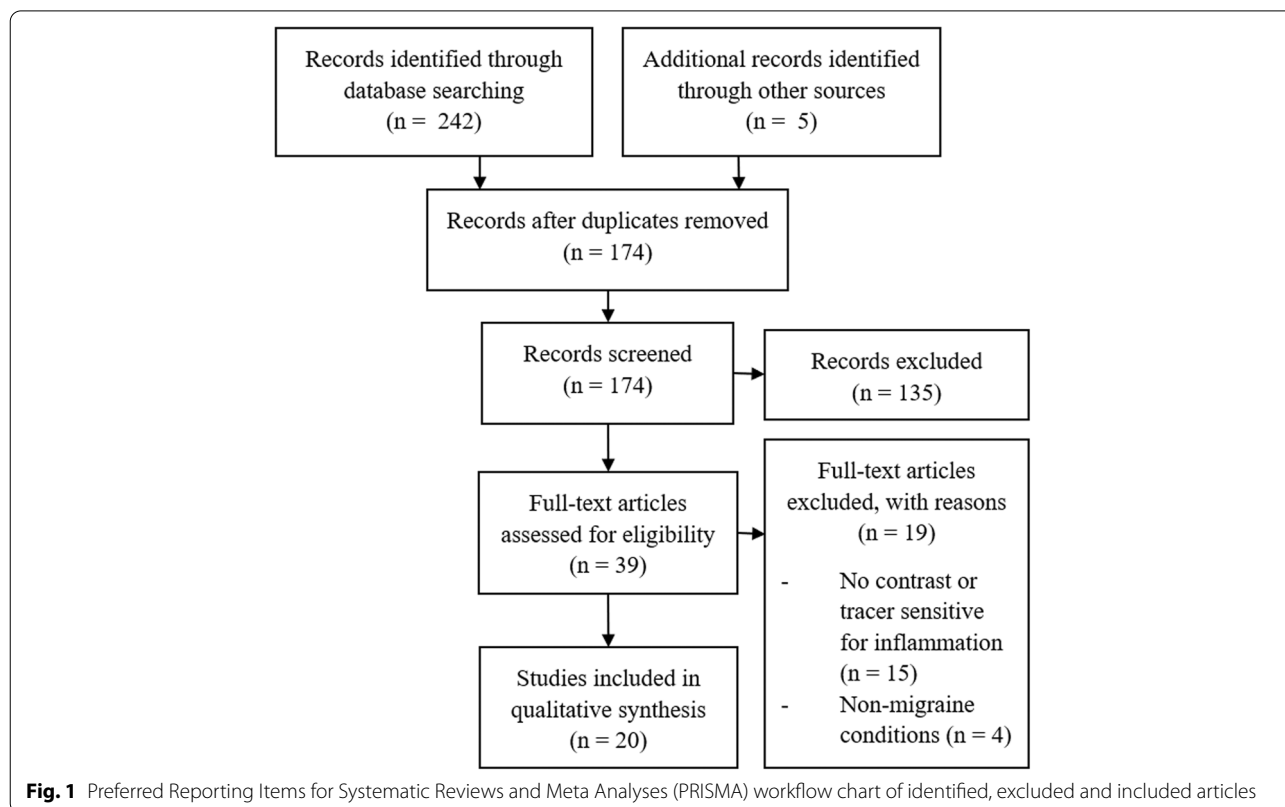 Records identified through
database searching
(n = 242)
Additional records identified
through other sources
(n = 5)
Records after duplicates removed
(n = 174)
Records screened
(n = 174)
Records excluded
(n = 135)
Full-text articles
assessed for eligibility
(n = 39)
Full-text articles
excluded, with reasons
(n = 19)
- No contrast or
tracer sensitive
for inflammation
(n = 15)
- Non-migraine
conditions (n = 4)
Studies included in
qualitative synthesis
(n = 20)
Fig. 1 Preferred Reporting Items for Systematic Reviews and Meta Analyses (PRISMA) workflow chart of identified, excluded and included articles